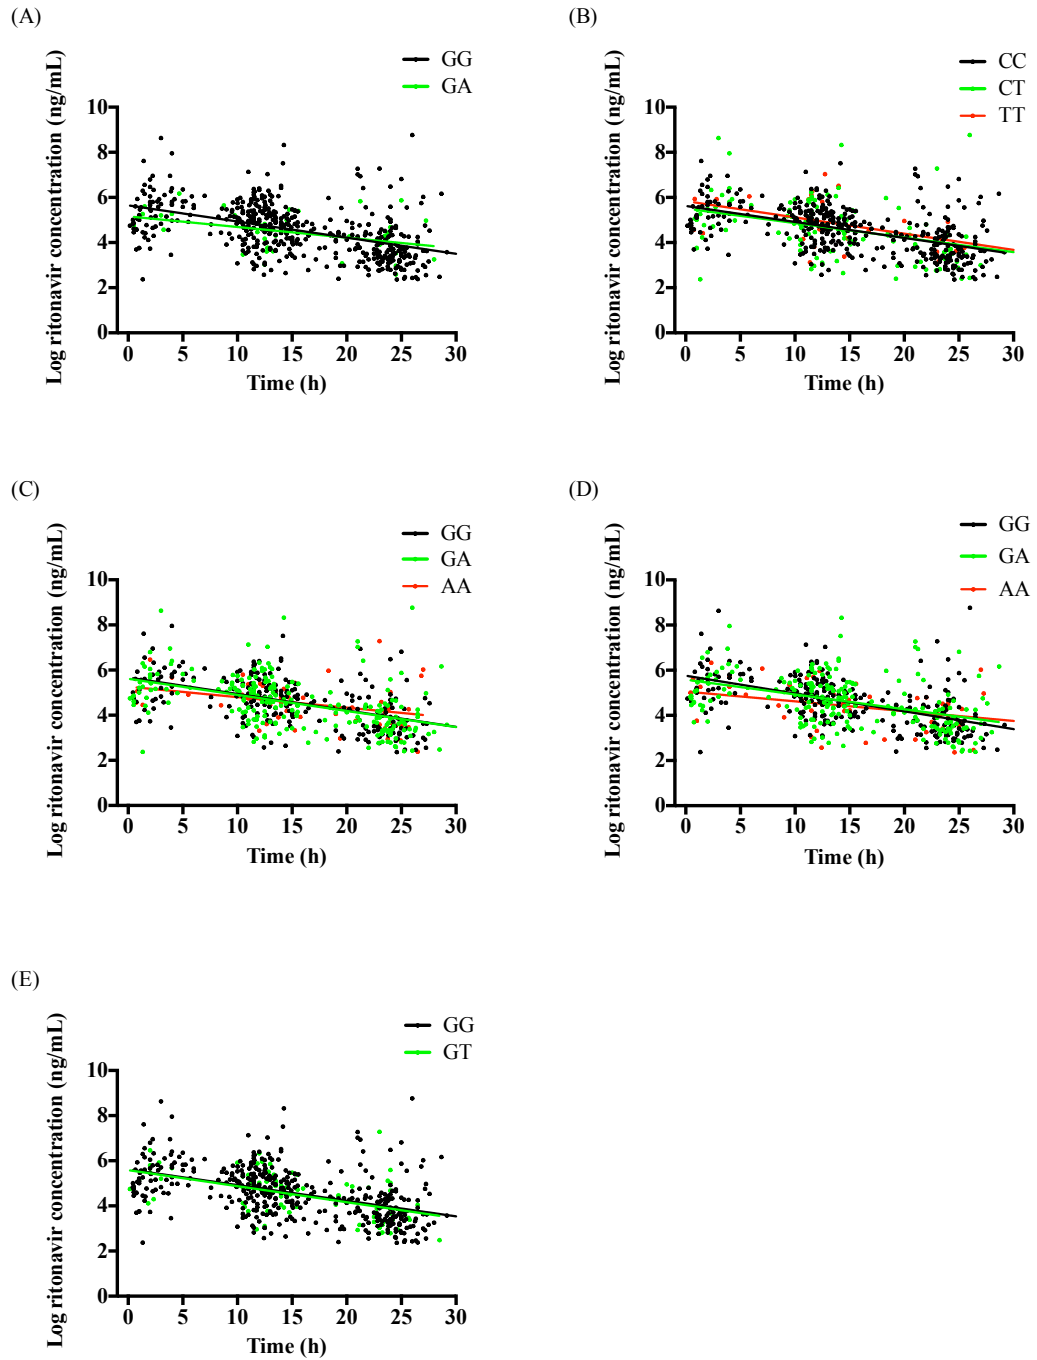 (A)
GG
GA
Log ritonavir concentration (ng/mL)
10
8
6
4
2
0
0 5 10 15 20 25 30
Time (h)
(B)
CC
CT
TT
Log ritonavir concentration (ng/mL)
10
8
6
4
2
0
0 5 10 15 20 25 30
Time (h)
(C)
GG
GA
AA
Log ritonavir concentration (ng/mL)
10
8
6
4
2
0
0 5 10 15 20 25 30
Time (h)
(D)
GG
GA
AA
Log ritonavir concentration (ng/mL)
10
8
6
4
2
0
0 5 10 15 20 25 30
Time (h)
(E)
GG
GT
Log ritonavir concentration (ng/mL)
10
8
6
4
2
0
0 5 10 15 20 25 30
Time (h)